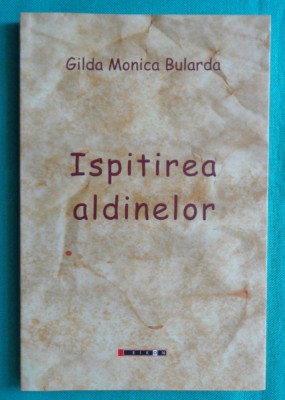 Gilda Monica Bularda
Ispitirea
aldinelor